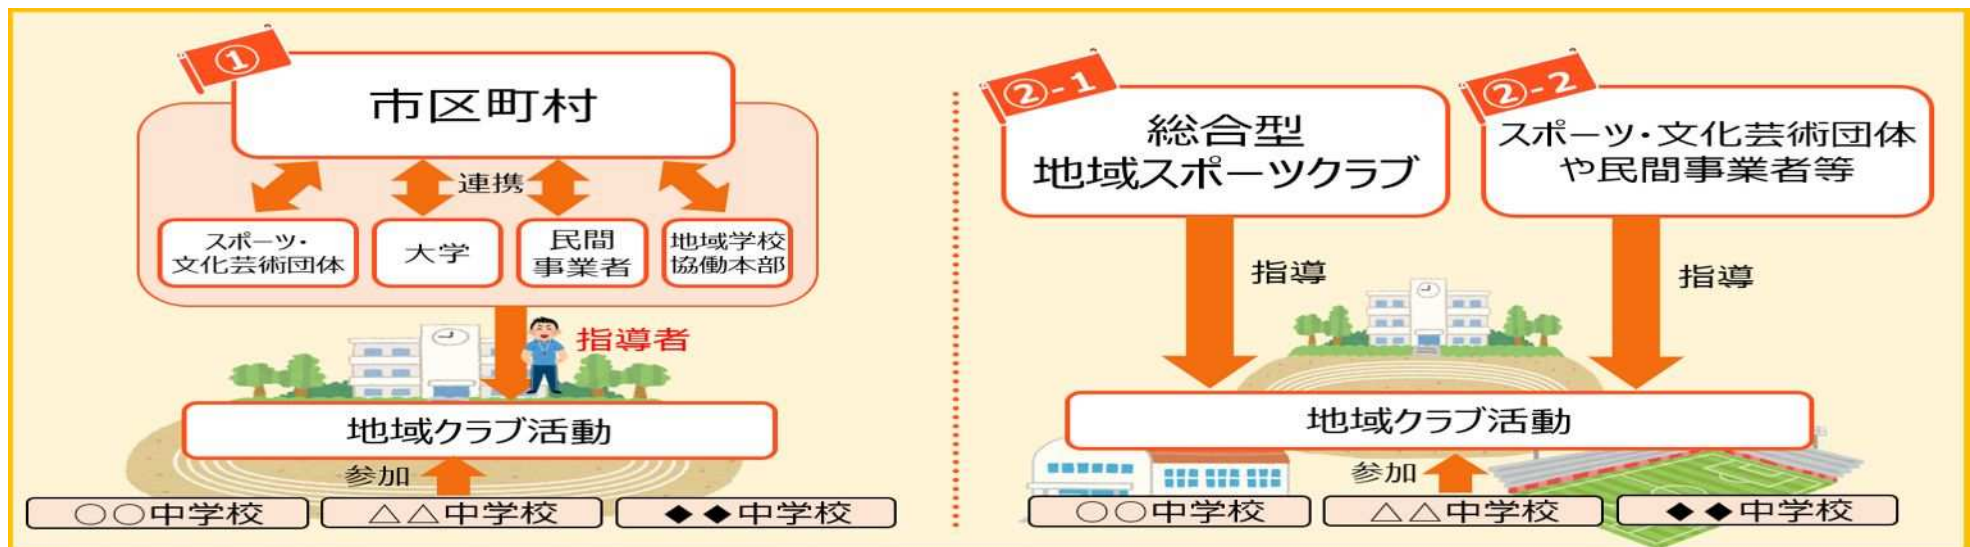 ①
市区町村
連携
スポーツ・
文化芸術団体
大学
民間
事業者
地域学校
協働本部
指導者
地域クラブ活動
参加
○○中学校
△△中学校
◆◆中学校
②-1
総合型
地域スポーツクラブ
②-2
スポーツ・文化芸術団体
や民間事業者等
指導
指導
地域クラブ活動
参加
○○中学校
△△中学校
◆◆中学校